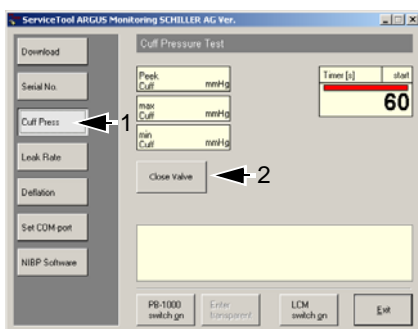 ServiceTool ARGUS Monitoring SCHILLER AG Ver.
Download
Serial No.
Cuff Press
Leak Rate
Deflation
Set COM-port
NIBP Software
Cuff Pressure Test
Peek
Cuff mmHg
max
Cuff mmHg
min
Cuff mmHg
Timer [s] start
60
1
Close Valve
2
PB-1000
switch on
Enter
transparent
LCM
switch on
Exit